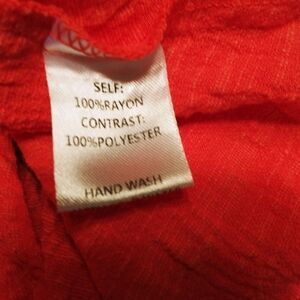 SELF:
100%RAYON
CONTRAST:
100%POLYESTER
HAND WASH